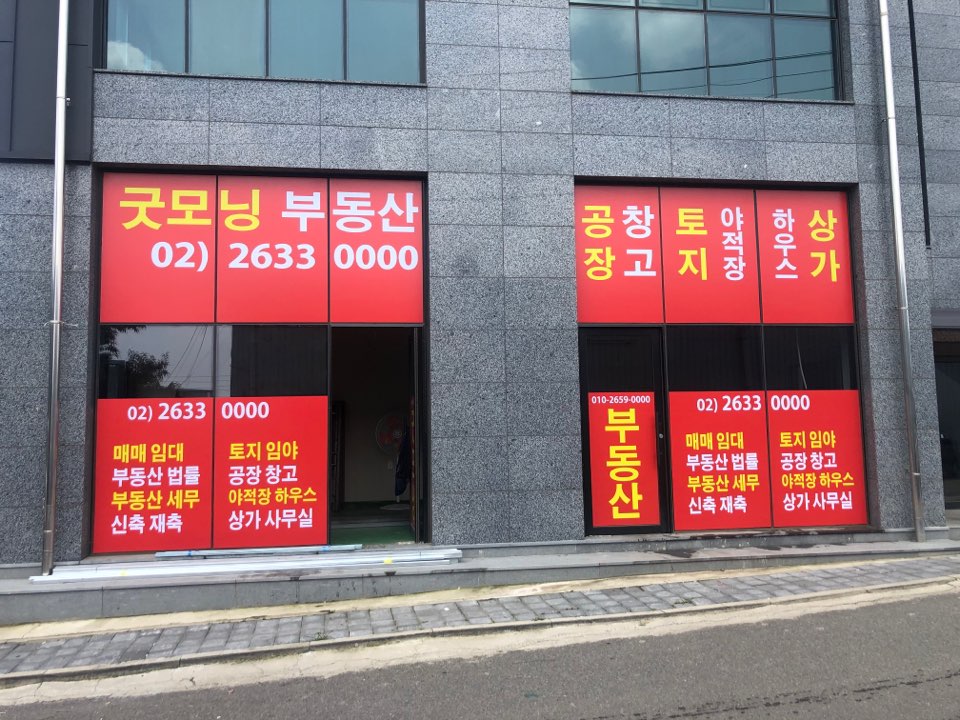 굿모닝 부동산
02) 2633 0000
공장 창고 토지 야적장 하우스 상가
02) 2633 0000
매매 임대
부동산 법률
부동산 세무
신축 재축
토지 임야
공장 창고
야적장 하우스
상가 사무실
010-2659-0000
부동산
02) 2633 0000
매매 임대
부동산 법률
부동산 세무
신축 재축
토지 임야
공장 창고
야적장 하우스
상가 사무실